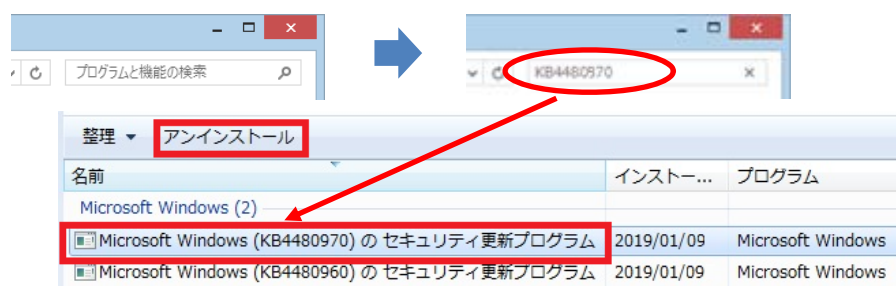 プログラムと機能の検索
KB4480970
整理 ▼ アンインストール
名前 インストー... プログラム
Microsoft Windows (2)
Microsoft Windows (KB4480970) の セキュリティ更新プログラム 2019/01/09 Microsoft Windows
Microsoft Windows (KB4480960) の セキュリティ更新プログラム 2019/01/09 Microsoft Windows